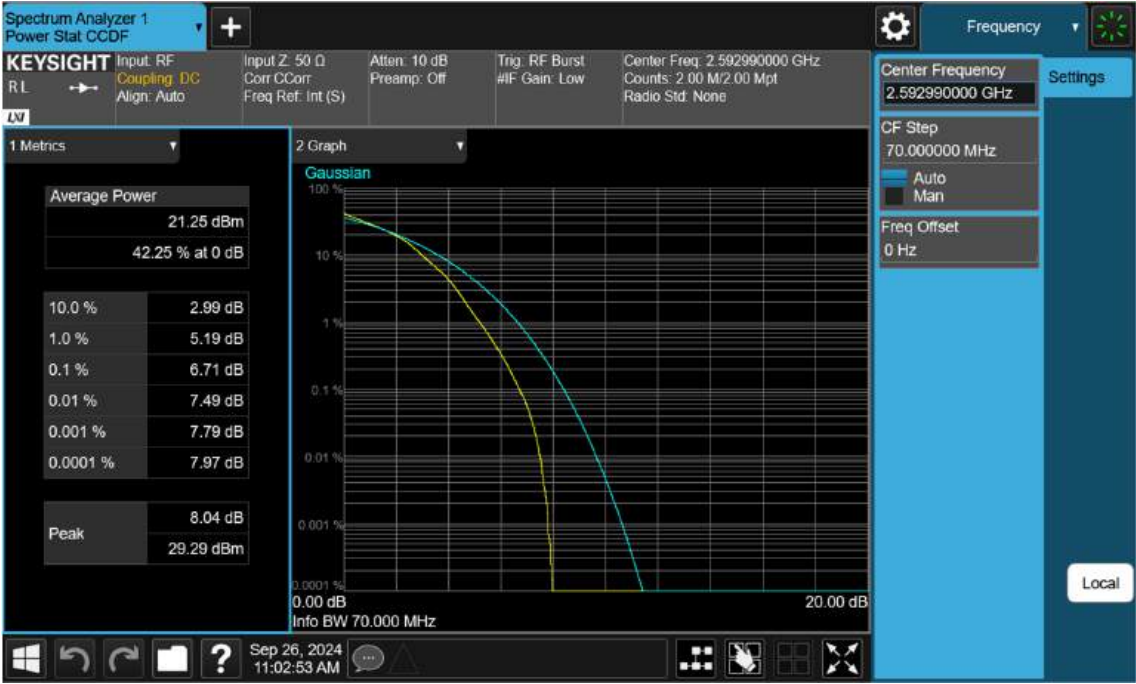 Spectrum Analyzer 1
Power Stat CCDF
+
Frequency
KEYSIGHT
RL
LXI
Input: RF
Coupling: DC
Align: Auto
Input Z: 50 Ω
Corr CCorr
Freq Ref: Int (S)
Atten: 10 dB
Preamp: Off
Trig: RF Burst
#IF Gain: Low
Center Freq: 2.592990000 GHz
Counts: 2.00 M/2.00 Mpt
Radio Std: None
Center Frequency
2.592990000 GHz
Settings
CF Step
70.000000 MHz
Auto
Man
Freq Offset
0 Hz
1 Metrics
Average Power
21.25 dBm
42.25 % at 0 dB
10.0 % 2.99 dB
1.0 % 5.19 dB
0.1 % 6.71 dB
0.01 % 7.49 dB
0.001 % 7.79 dB
0.0001 % 7.97 dB
Peak 8.04 dB
29.29 dBm
2 Graph
Gaussian
100 %
10 %
1 %
0.1 %
0.01 %
0.001 %
0.0001 %
0.00 dB 20.00 dB
Info BW 70.000 MHz
Local
?
Sep 26, 2024
11:02:53 AM